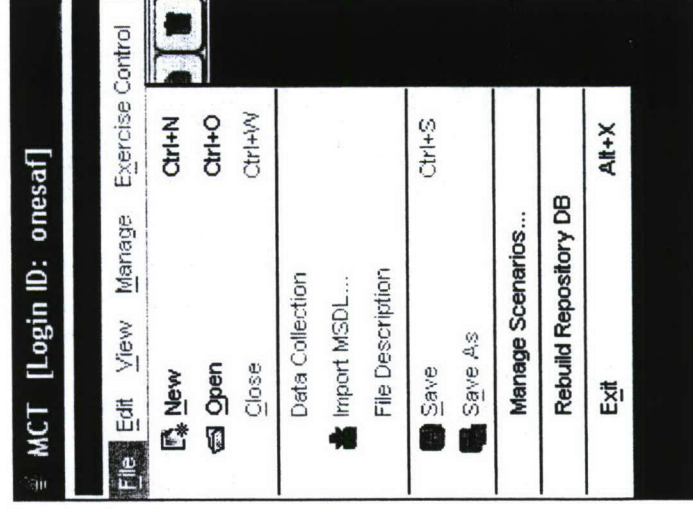 MCT [Login ID: onesaf]
File Edit View Manage Exercise Control
New Ctrl+N
Open Ctrl+O
Close Ctrl+W
Data Collection
Import MSDL...
File Description
Save Ctrl+S
Save As
Manage Scenarios...
Rebuild Repository DB
Exit Alt+X